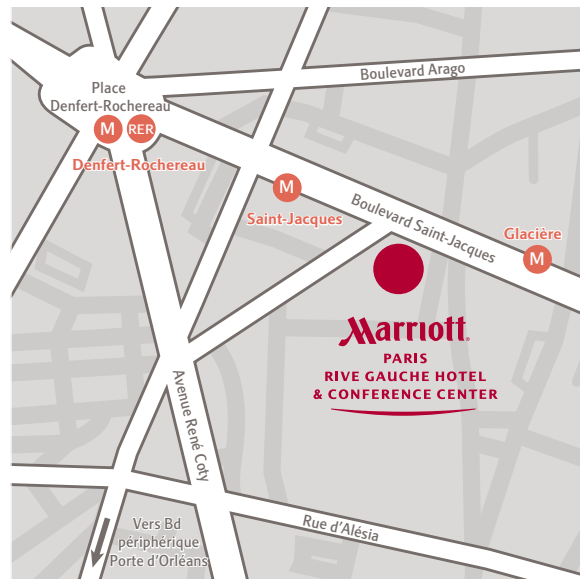 Boulevard Arago
Place
Denfert-Rochereau
M
RER
Denfert-Rochereau
M
Saint-Jacques
Boulevard Saint-Jacques
Glacière
M
Marriott®
PARIS
RIVE GAUCHE HOTEL
& CONFERENCE CENTER
Avenue René Coty
Rue d'Alésia
Vers Bd
périphérique
Porte d'Orléans